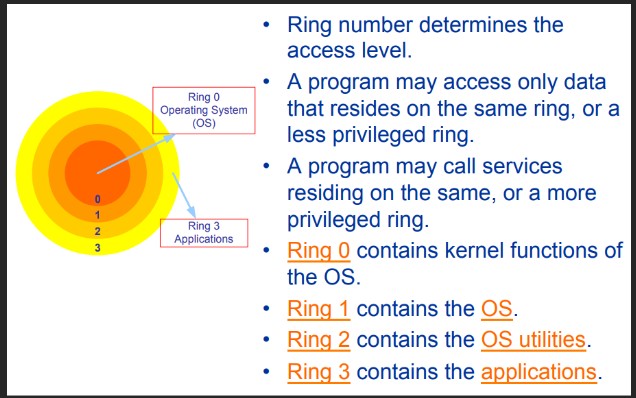 Ring 0
Operating System
(OS)
Ring 3
Applications
0
1
2
3
• Ring number determines the
access level.
• A program may access only data
that resides on the same ring, or a
less privileged ring.
• A program may call services
residing on the same, or a more
privileged ring.
• Ring 0 contains kernel functions of
the OS.
• Ring 1 contains the OS.
• Ring 2 contains the OS utilities.
• Ring 3 contains the applications.